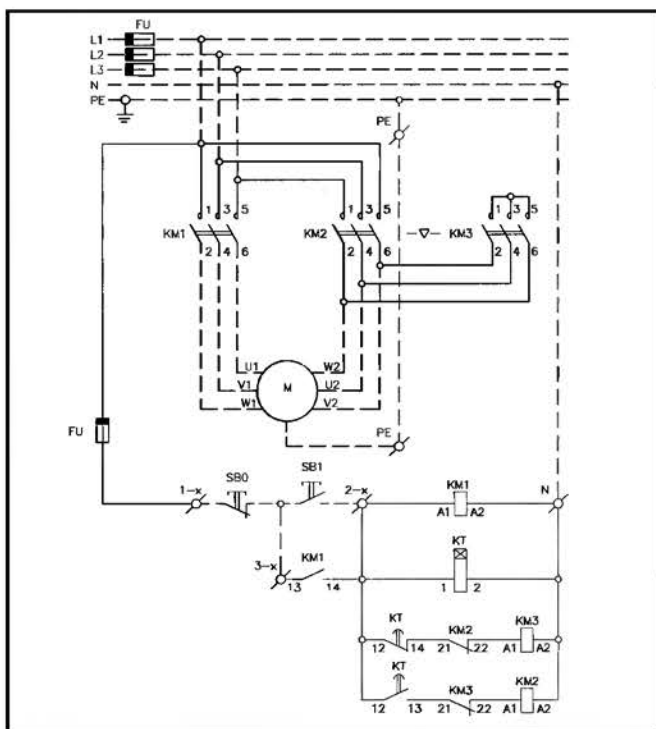 FU
L1
L2
L3
N
PE
PE
1 3 5
1 3 5
1 3 5
KM1
KM2
KM3
2 4 6
2 4 6
2 4 6
U1
W2
V1
M
U2
W1
V2
FU
PE
SB0
SB1
1-x
2-x
KM1
N
A1 A2
KT
3-x
KM1
13 14
1 2
KT
KM2
KM3
12 14
21 22
A1 A2
KT
KM3
KM2
12 13
21 22
A1 A2